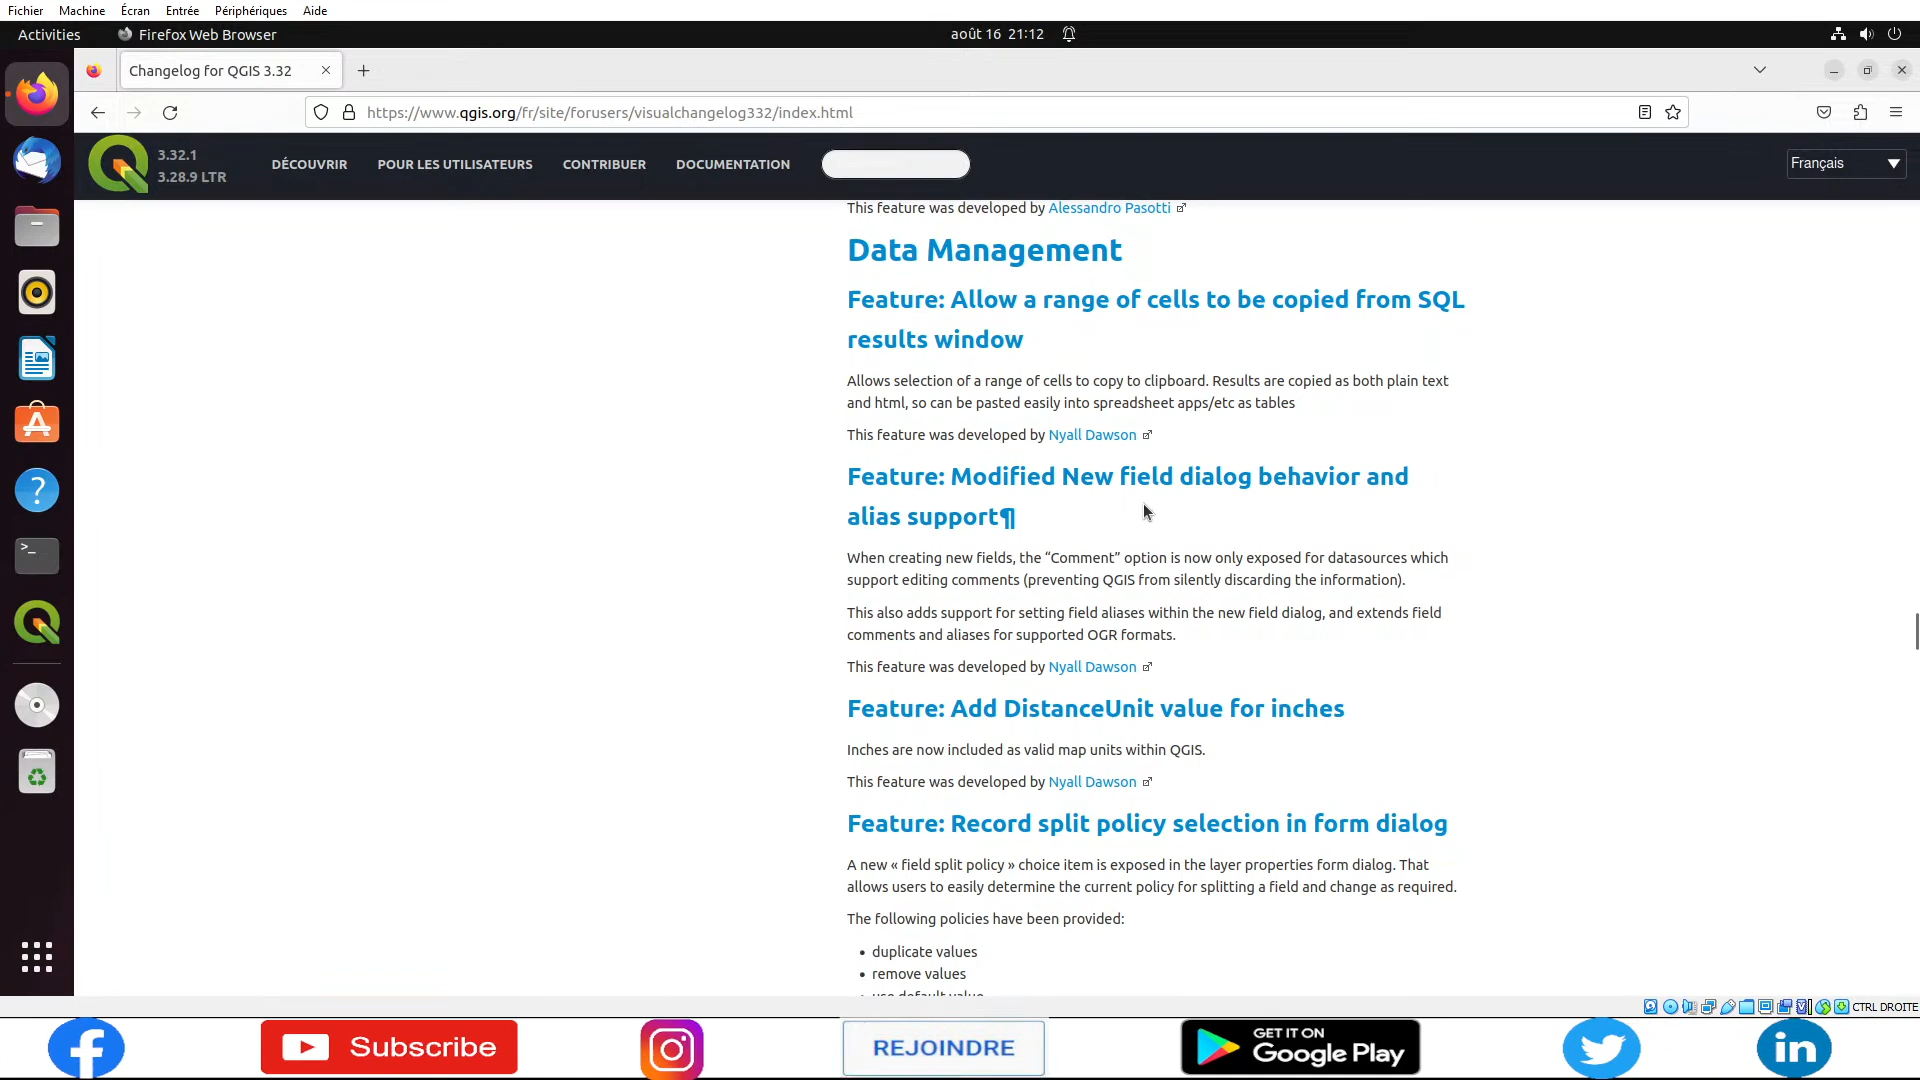 Fichier Machine Écran Entrée Périphériques Aide
Activities Firefox Web Browser août 16 21:12
Changelog for QGIS 3.32
https://www.qgis.org/fr/site/forusers/visualchangelog332/index.html
3.32.1
3.28.9 LTR
DÉCOUVRIR POUR LES UTILISATEURS CONTRIBUER DOCUMENTATION Français
This feature was developed by Alessandro Pasotti
Data Management
Feature: Allow a range of cells to be copied from SQL
results window
Allows selection of a range of cells to copy to clipboard. Results are copied as both plain text
and html, so can be pasted easily into spreadsheet apps/etc as tables
This feature was developed by Nyall Dawson
Feature: Modified New field dialog behavior and
alias support¶
When creating new fields, the “Comment” option is now only exposed for datasources which
support editing comments (preventing QGIS from silently discarding the information).
This also adds support for setting field aliases within the new field dialog, and extends field
comments and aliases for supported OGR formats.
This feature was developed by Nyall Dawson
Feature: Add DistanceUnit value for inches
Inches are now included as valid map units within QGIS.
This feature was developed by Nyall Dawson
Feature: Record split policy selection in form dialog
A new « field split policy » choice item is exposed in the layer properties form dialog. That
allows users to easily determine the current policy for splitting a field and change as required.
The following policies have been provided:
• duplicate values
• remove values
• use default value
CTRL DROITE
Subscribe
REJOINDRE
GET IT ON
Google Play